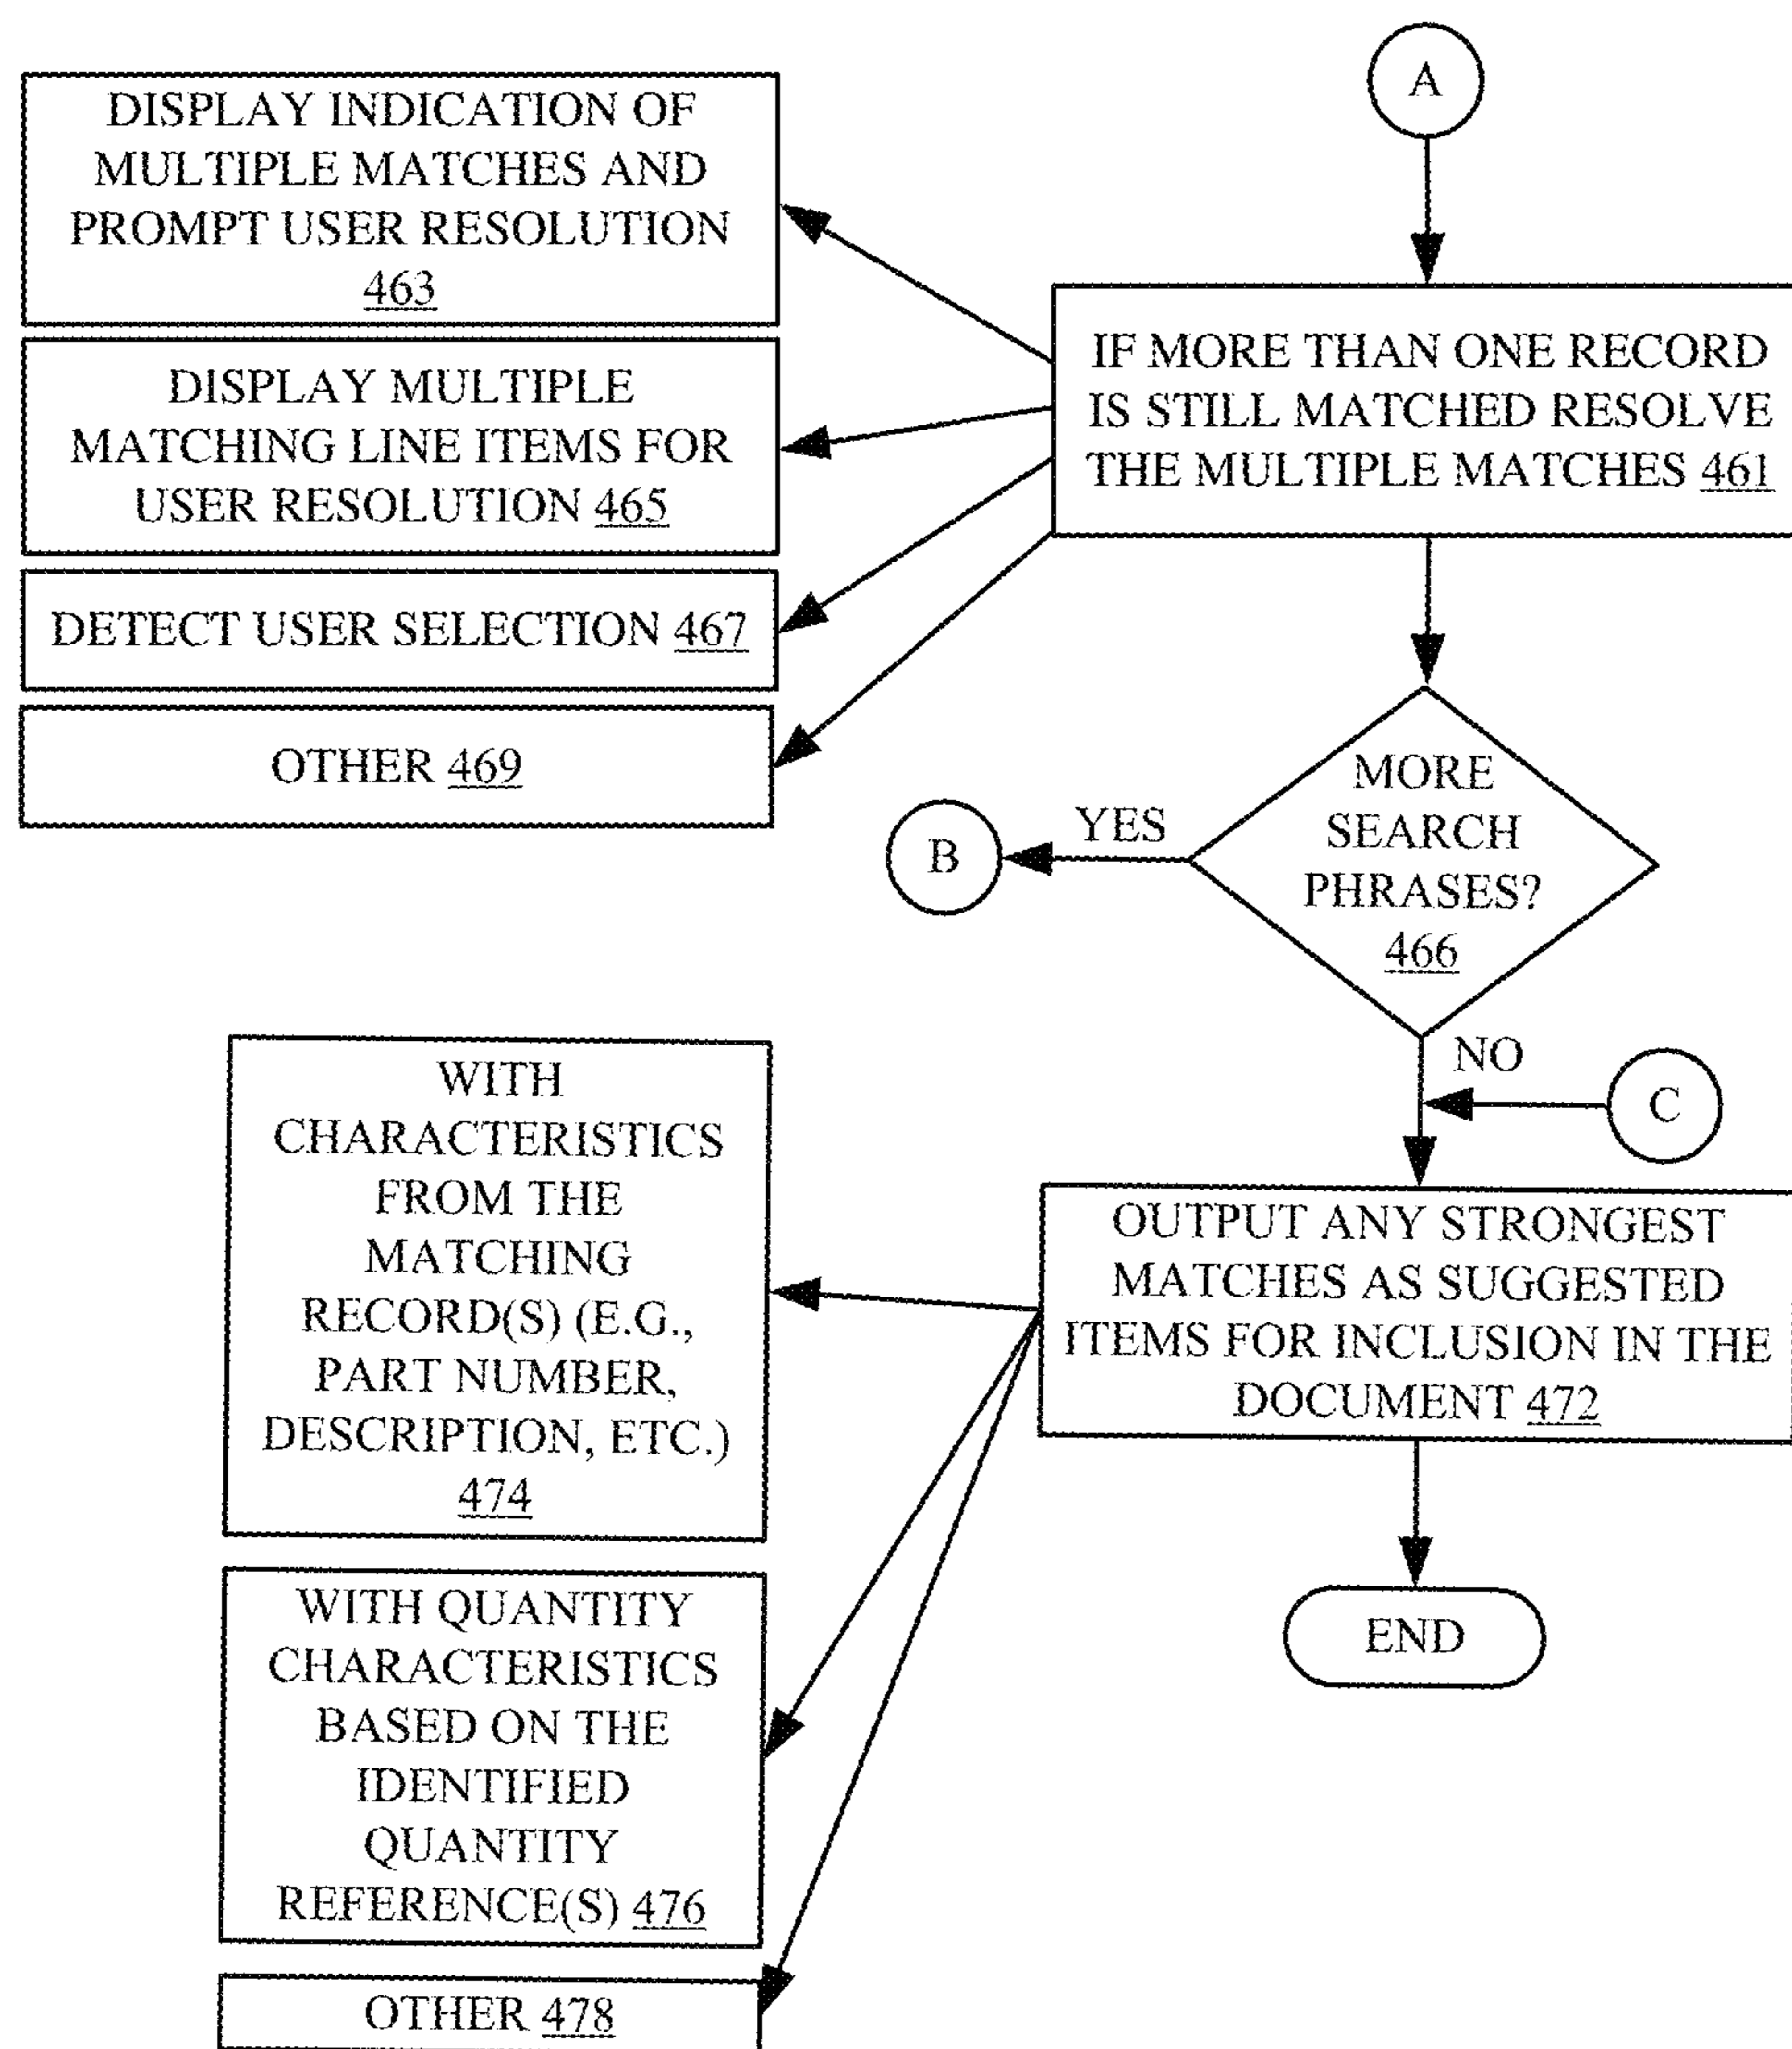 A
DISPLAY INDICATION OF
MULTIPLE MATCHES AND
PROMPT USER RESOLUTION
463
IF MORE THAN ONE RECORD
IS STILL MATCHED RESOLVE
THE MULTIPLE MATCHES 461
DISPLAY MULTIPLE
MATCHING LINE ITEMS FOR
USER RESOLUTION 465
DETECT USER SELECTION 467
OTHER 469
MORE
SEARCH
PHRASES?
466
YES
B
NO
C
OUTPUT ANY STRONGEST
MATCHES AS SUGGESTED
ITEMS FOR INCLUSION IN THE
DOCUMENT 472
WITH
CHARACTERISTICS
FROM THE
MATCHING
RECORD(S) (E.G.,
PART NUMBER,
DESCRIPTION, ETC.)
474
WITH QUANTITY
CHARACTERISTICS
BASED ON THE
IDENTIFIED
QUANTITY
REFERENCE(S) 476
OTHER 478
END